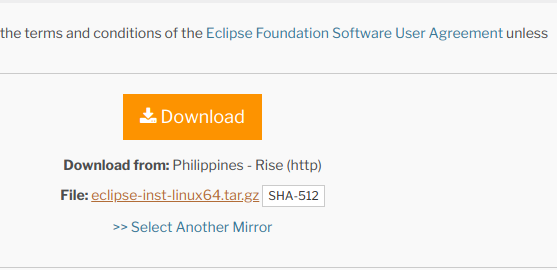 the terms and conditions of the Eclipse Foundation Software User Agreement unless
Download
Download from: Philippines - Rise (http)
File: eclipse-inst-linux64.tar.gz SHA-512
>> Select Another Mirror